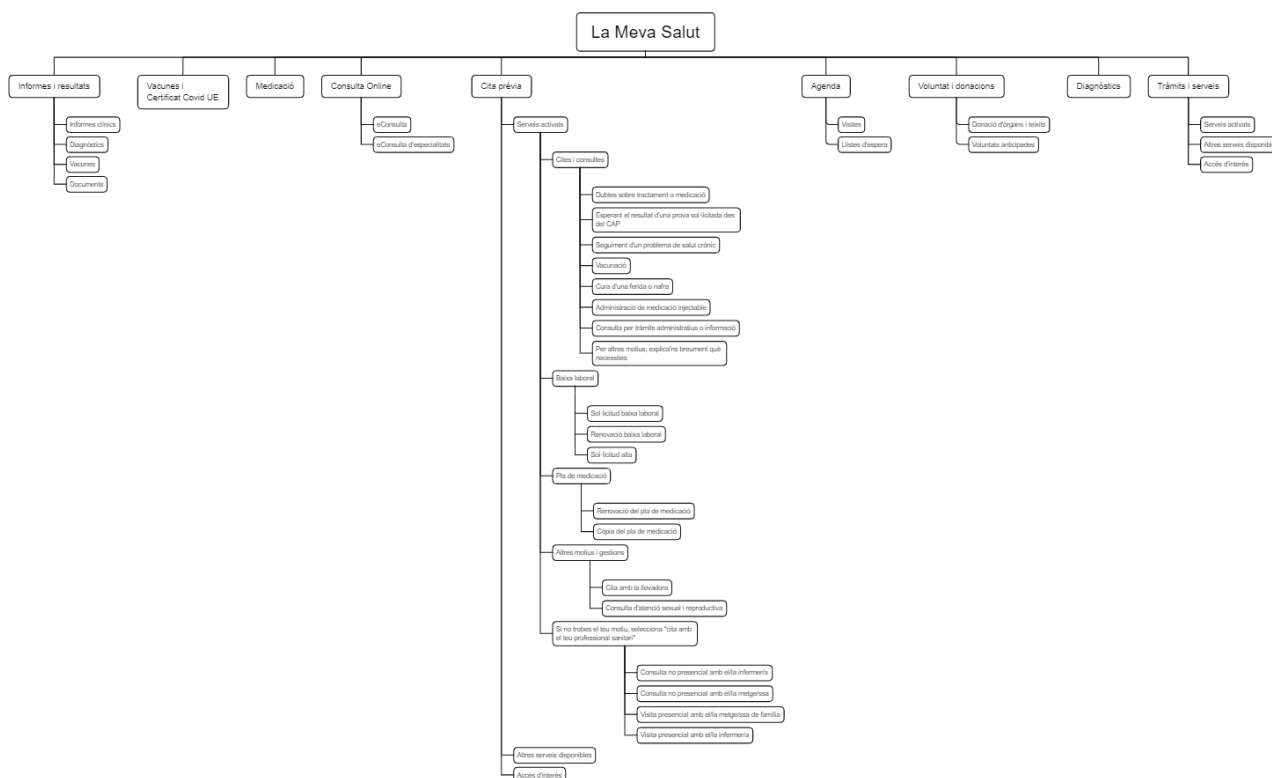 La Meva Salut
Informes i resultats
Informes clínics
Diagnòstics
Vacunes
Documents
Vacunes i
Certificat Covid UE
Medicació
Consulta Online
eConsulta
eConsulta d'especialitats
Cita prèvia
Serveis activats
Cites i consultes
Dubtes sobre tractament o medicació
Esperant el resultat d'una prova sol·licitada des
del CAP
Seguiment d'un problema de salut crònic
Vacunació
Cura d'una ferida o nafra
Administració de medicació injectable
Consulta per tràmits administratius o informació
Per altres motius, explica'ns breument què
necessites
Baixa laboral
Sol·licitud baixa laboral
Renovació baixa laboral
Sol·licitud alta
Pla de medicació
Renovació del pla de medicació
Còpia del pla de medicació
Altres motius i gestions
Cita amb la llevadora
Consulta d'atenció sexual i reproductiva
Si no trobes el teu motiu, selecciona "cita amb
el teu professional sanitari"
Consulta no presencial amb el/la infermer/a
Consulta no presencial amb el/la metge/ssa
Visita presencial amb el/la metge/ssa de família
Visita presencial amb el/la infermer/a
Altres serveis disponibles
Accés d'interès
Agenda
Visites
Llistes d'espera
Voluntat i donacions
Donació d'òrgans i teixits
Voluntats anticipades
Diagnòstics
Tràmits i serveis
Serveis activats
Altres serveis disponible
Accés d'interès